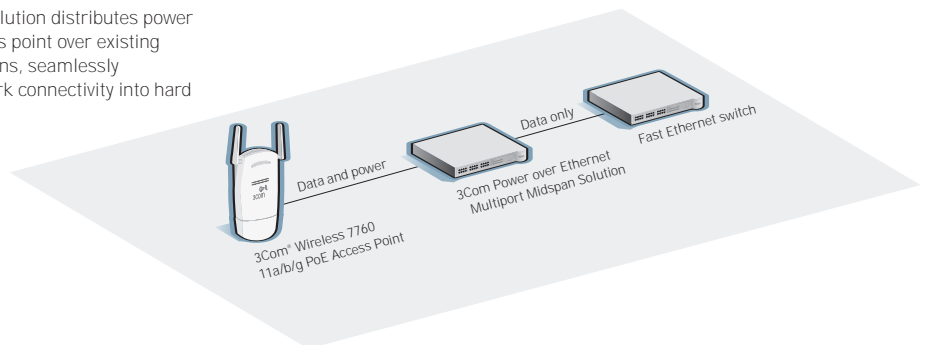 lution distributes power
s point over existing
ns, seamlessly
rk connectivity into hard
Data only
Fast Ethernet switch
Data and power
3Com Power over Ethernet
Multiport Midspan Solution
3COM
3Com® Wireless 7760
11a/b/g PoE Access Point